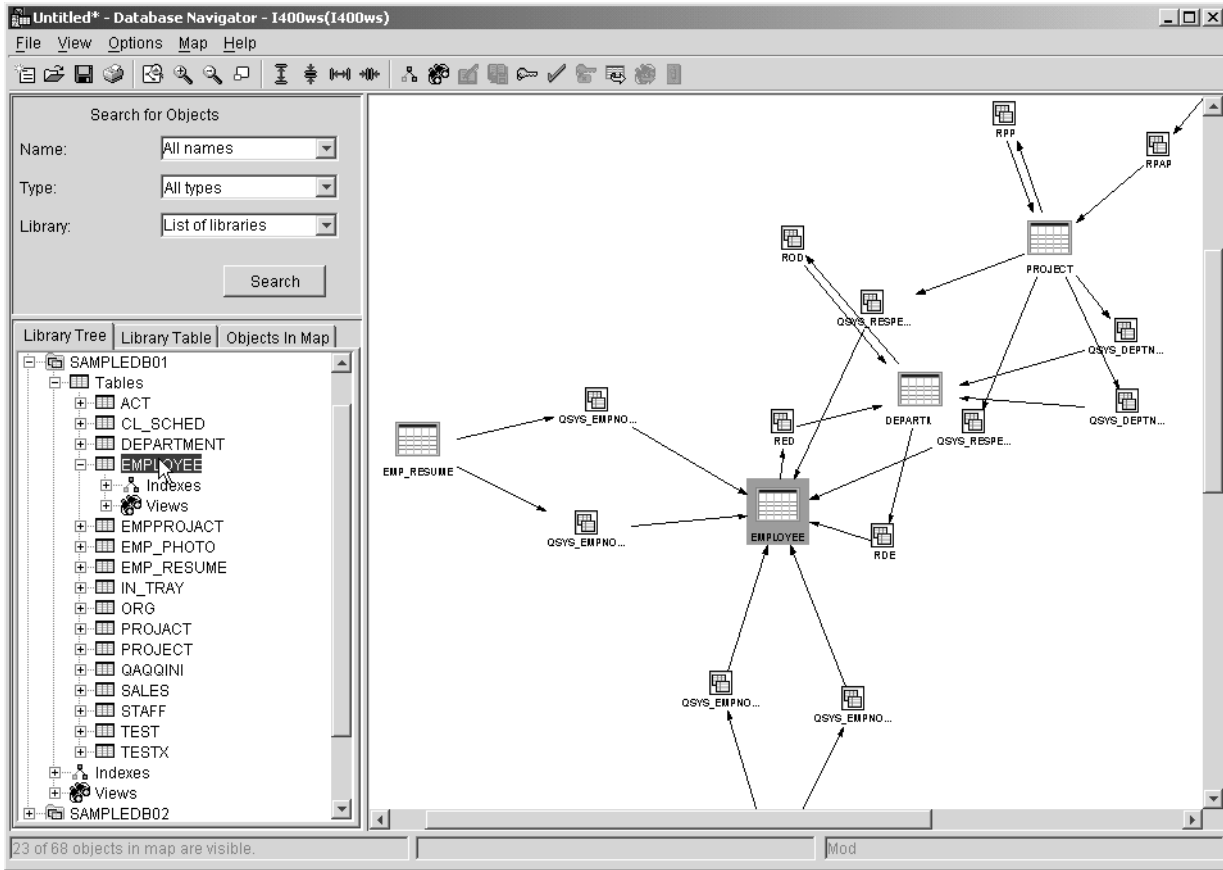 Untitled* - Database Navigator - I400ws(I400ws)
File View Options Map Help
Search for Objects
Name: All names
Type: All types
Library: List of libraries
Search
Library Tree Library Table Objects In Map
SAMPLEDB01
Tables
ACT
CL_SCHED
DEPARTMENT
EMPLOYEE
Indexes
Views
EMPPROJACT
EMP_PHOTO
EMP_RESUME
IN_TRAY
ORG
PROJACT
PROJECT
QAQQINI
SALES
STAFF
TEST
TESTX
Indexes
Views
SAMPLEDB02
RPP
RPAP
ROD
PROJECT
QSYS_RESPE...
QSYS_DEPTN...
DEPARTM
QSYS_DEPTN...
QSYS_EMPNO...
RED
QSYS_RESPE...
EMP_RESUME
EMPLOYEE
QSYS_EMPNO...
RDE
QSYS_EMPNO...
QSYS_EMPNO...
23 of 68 objects in map are visible.
Mod